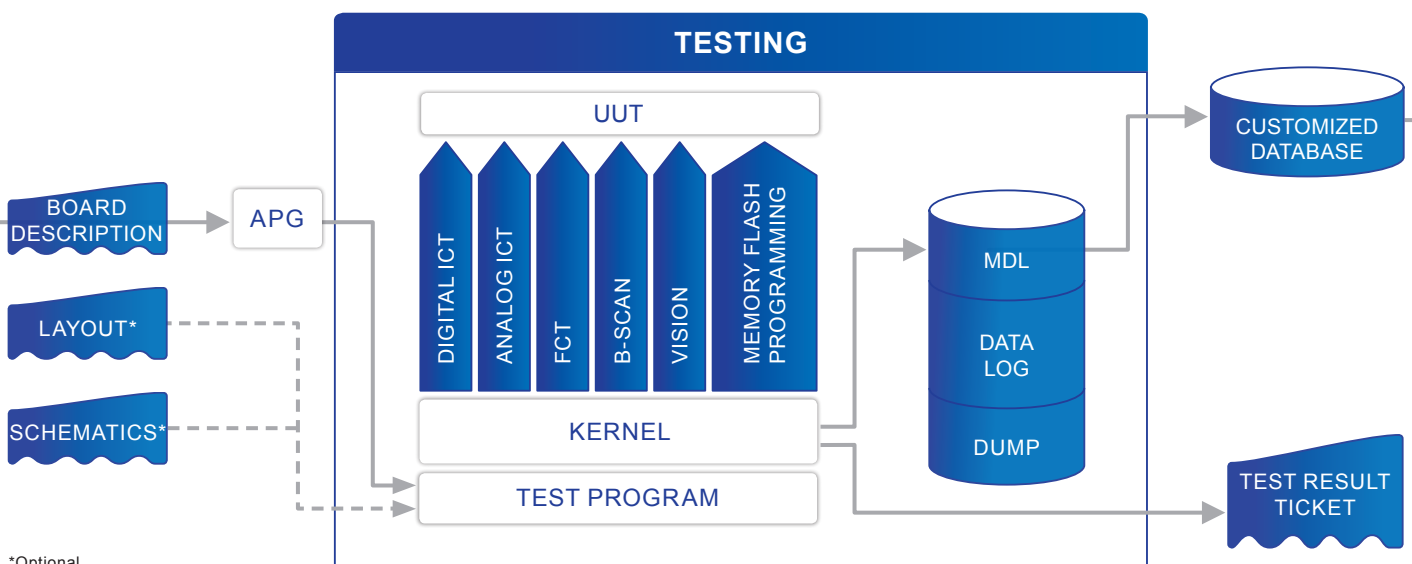 TESTING
UUT
CUSTOMIZED
DATABASE
BOARD
DESCRIPTION
APG
DIGITAL ICT
ANALOG ICT
FCT
B-SCAN
VISION
MEMORY FLASH
PROGRAMMING
MDL
LAYOUT*
DATA
LOG
SCHEMATICS*
KERNEL
DUMP
TEST PROGRAM
TEST RESULT
TICKET
*Optional